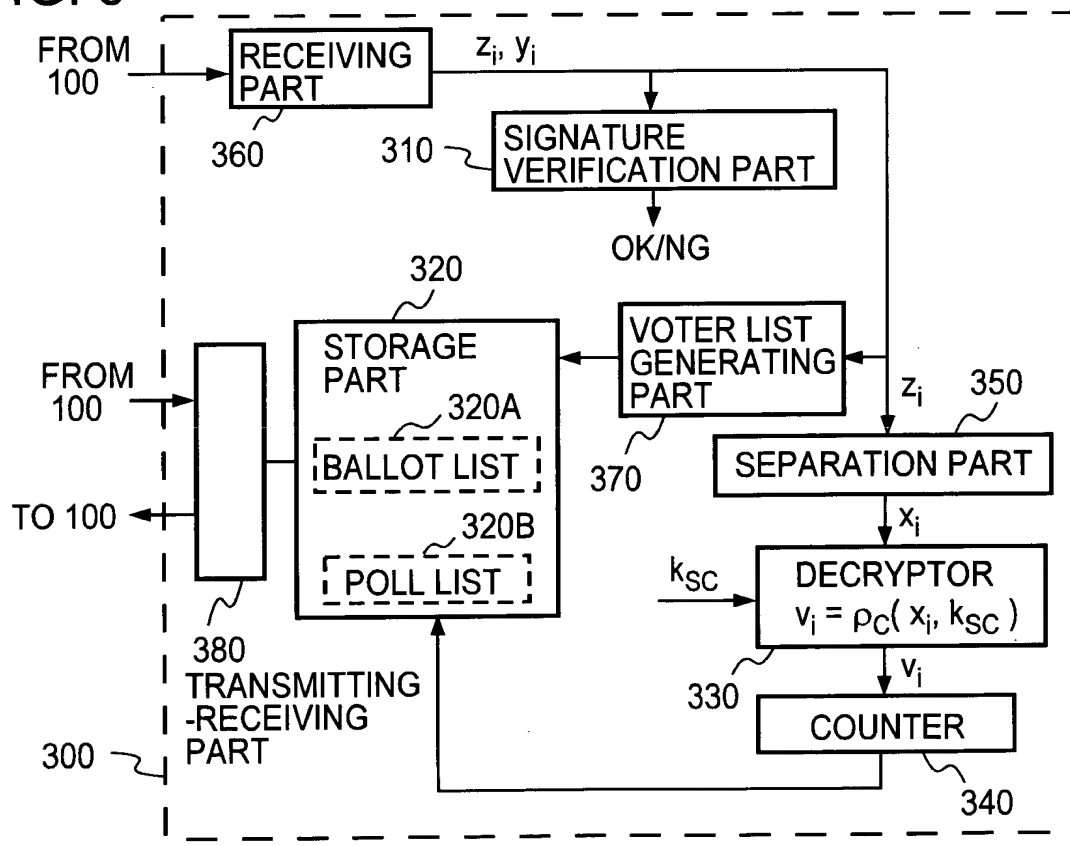 FROM
100
RECEIVING
PART
360
zi, yi
310
SIGNATURE
VERIFICATION PART
OK/NG
320
STORAGE
PART
320A
BALLOT LIST
320B
POLL LIST
VOTER LIST
GENERATING
PART
370
zi
350
SEPARATION PART
xi
FROM
100
TO 100
380
TRANSMITTING
-RECEIVING
PART
kSC
DECRYPTOR
vi = ρC( xi, kSC )
330
vi
COUNTER
340
300